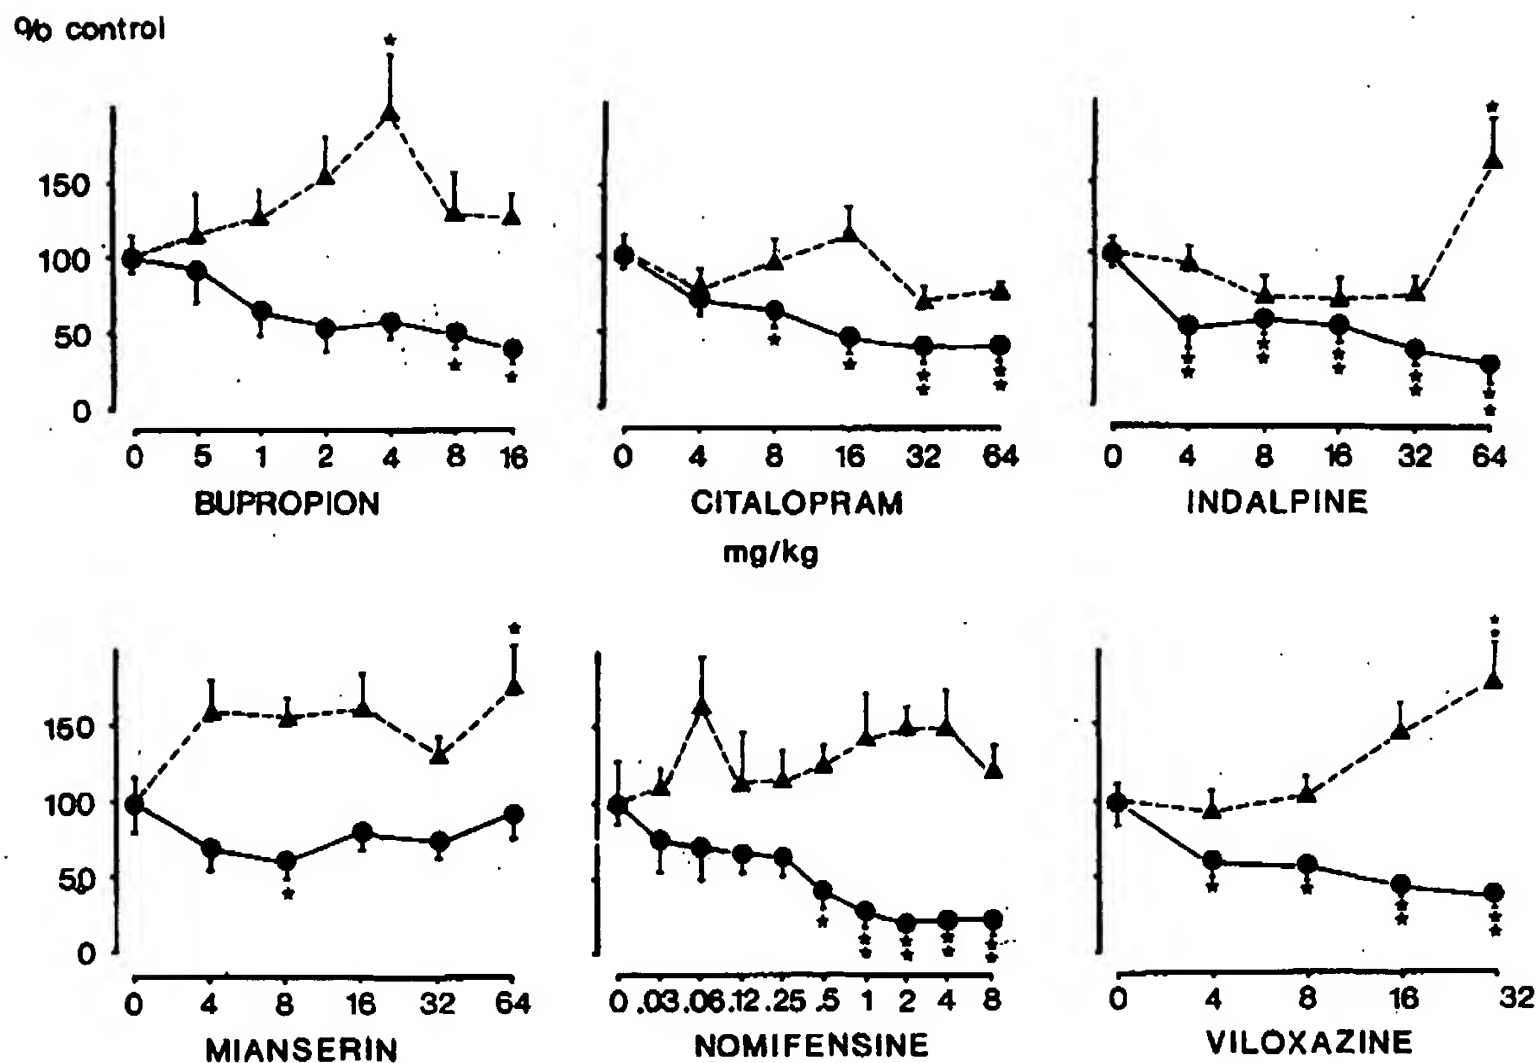 % control
150
100
50
0
0 5 1 2 4 8 16
BUPROPION
0 4 8 16 32 64
CITALOPRAM
mg/kg
0 4 8 16 32 64
INDALPINE
150
100
50
0
0 4 8 16 32 64
MIANSERIN
0 .03 .06 .12 .25 .5 1 2 4 8
NOMIFENSINE
0 4 8 16 32
VILOXAZINE